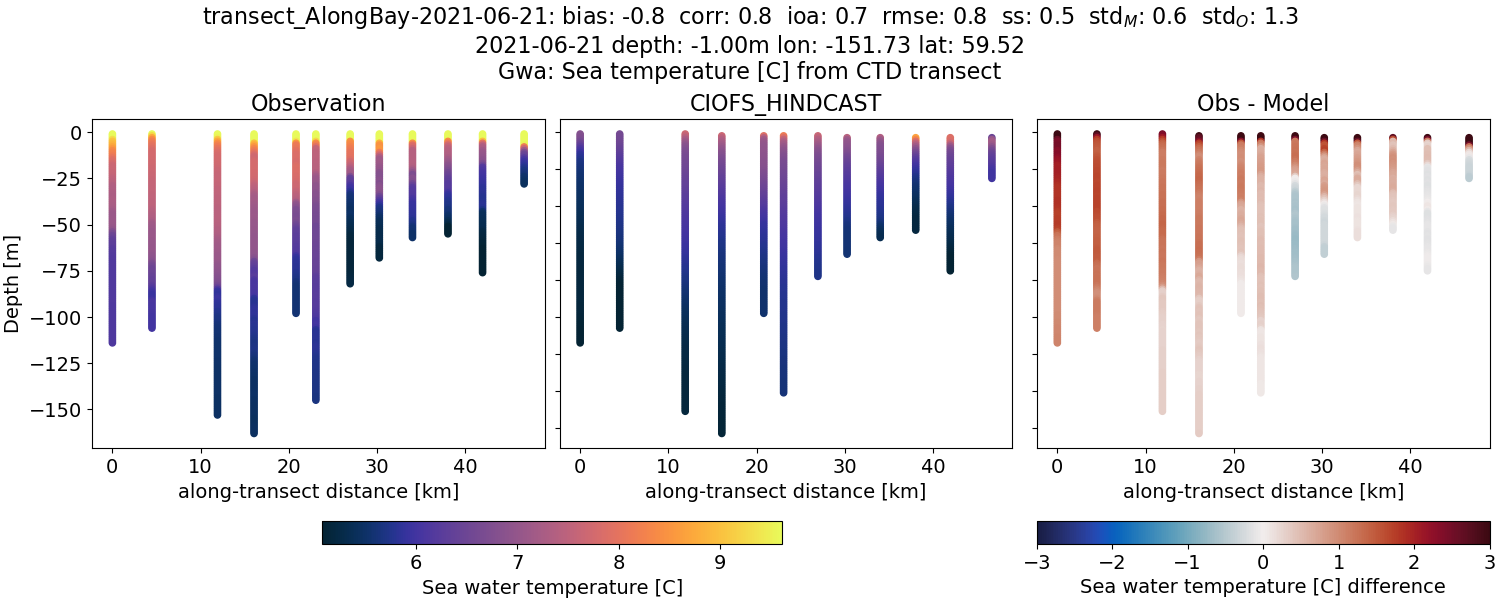 transect_AlongBay-2021-06-21: bias: -0.8 corr: 0.8 ioa: 0.7 rmse: 0.8 ss: 0.5 std_M: 0.6 std_O: 1.3
2021-06-21 depth: -1.00m lon: -151.73 lat: 59.52
Gwa: Sea temperature [C] from CTD transect
Observation
CIOFS_HINDCAST
Obs - Model
Depth [m]
0
−25
−50
−75
−100
−125
−150
0 10 20 30 40
along-transect distance [km]
0 10 20 30 40
along-transect distance [km]
0 10 20 30 40
along-transect distance [km]
6 7 8 9
Sea water temperature [C]
−3 −2 −1 0 1 2 3
Sea water temperature [C] difference